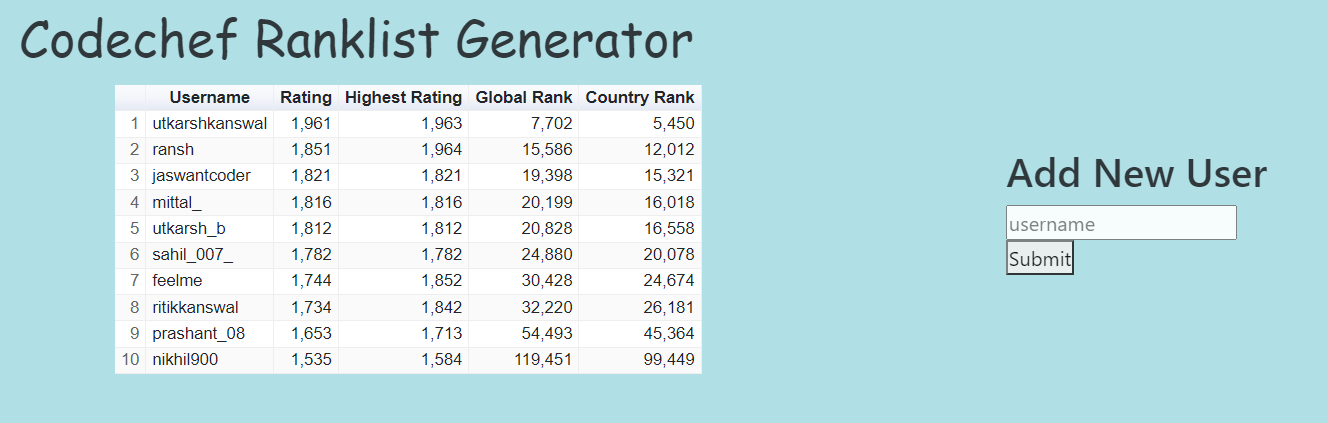 Codechef Ranklist Generator
Username Rating Highest Rating Global Rank Country Rank
1 utkarshkanswal 1,961 1,963 7,702 5,450
2 ransh 1,851 1,964 15,586 12,012
3 jaswantcoder 1,821 1,821 19,398 15,321
4 mittal_ 1,816 1,816 20,199 16,018
5 utkarsh_b 1,812 1,812 20,828 16,558
6 sahil_007_ 1,782 1,782 24,880 20,078
7 feelme 1,744 1,852 30,428 24,674
8 ritikkanswal 1,734 1,842 32,220 26,181
9 prashant_08 1,653 1,713 54,493 45,364
10 nikhil900 1,535 1,584 119,451 99,449
Add New User
username
Submit